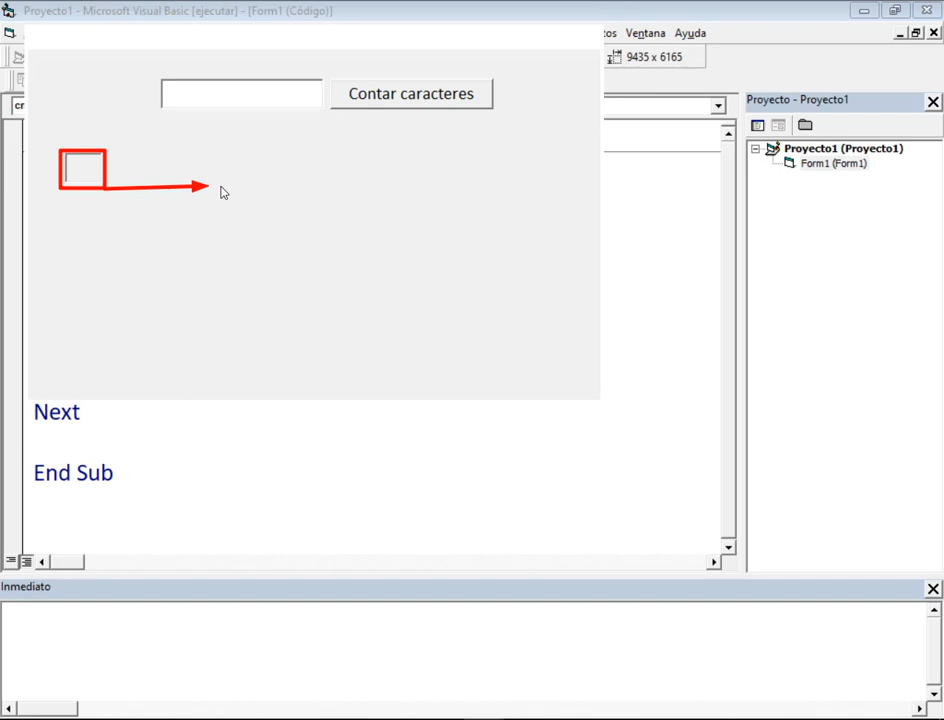 Proyecto1 - Microsoft Visual Basic [ejecutar] - [Form1 (Código)]
tos Ventana Ayuda
9435 x 6165
Contar caracteres
cr
Proyecto - Proyecto1
Proyecto1 (Proyecto1)
Form1 (Form1)
Next
End Sub
Inmediato